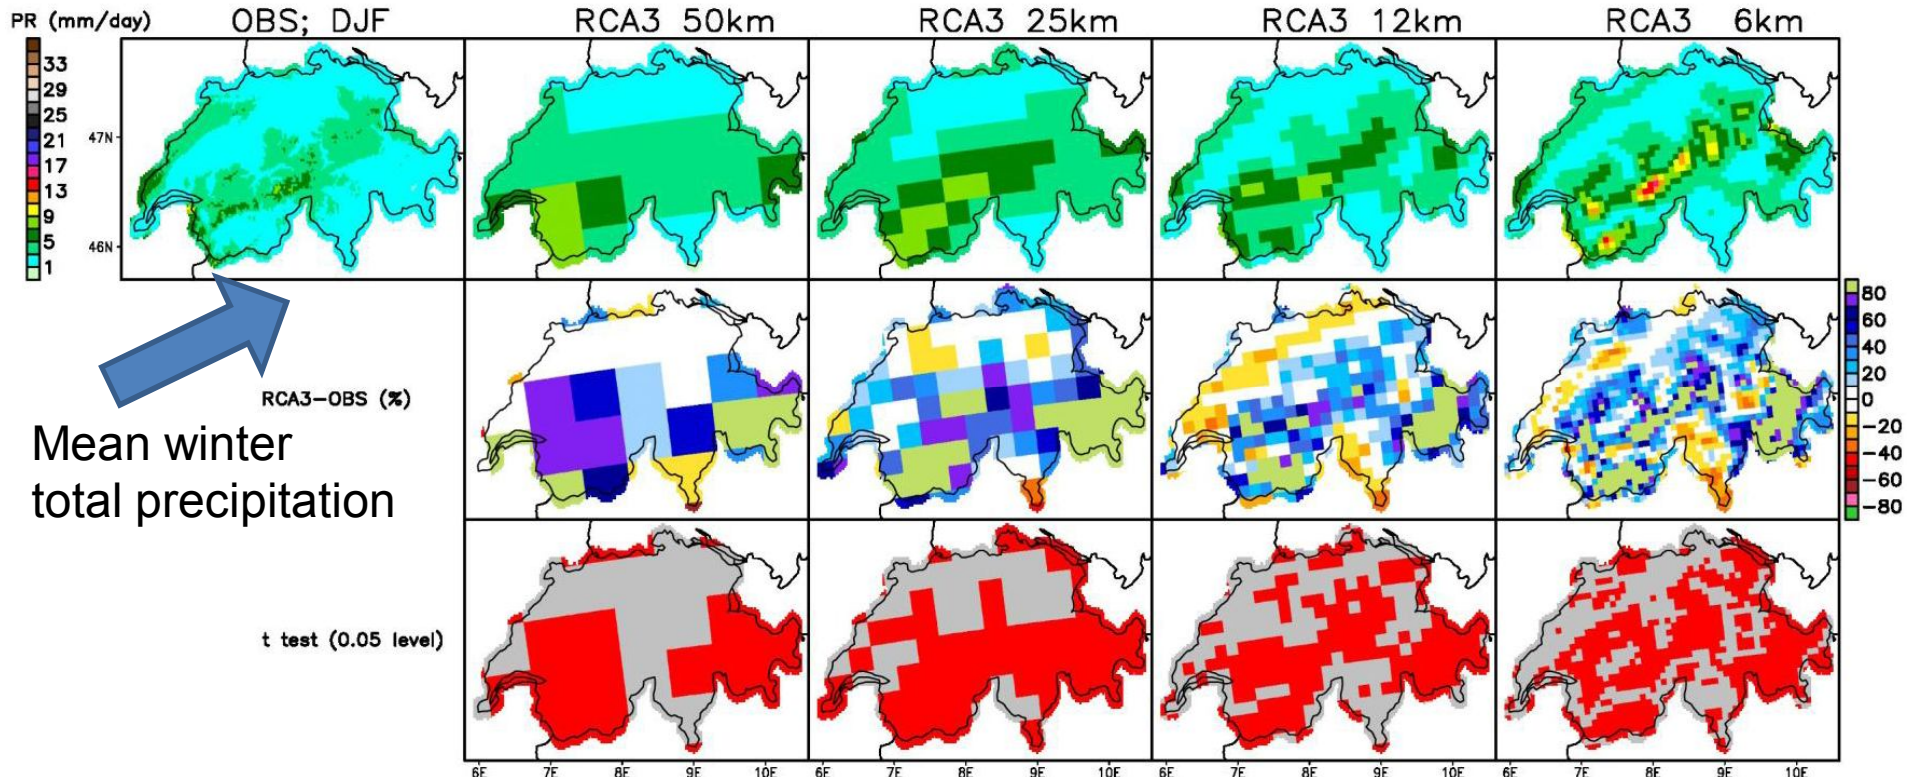 PR (mm/day)
OBS; DJF
RCA3 50km
RCA3 25km
RCA3 12km
RCA3 6km
33
29
25
21
17
13
9
5
1
47N
46N
80
60
40
20
0
−20
−40
−60
−80
RCA3−OBS (%)
Mean winter
total precipitation
t test (0.05 level)
6E 7E 8E 9E 10E
6E 7E 8E 9E 10E
6E 7E 8E 9E 10E
6E 7E 8E 9E 10E